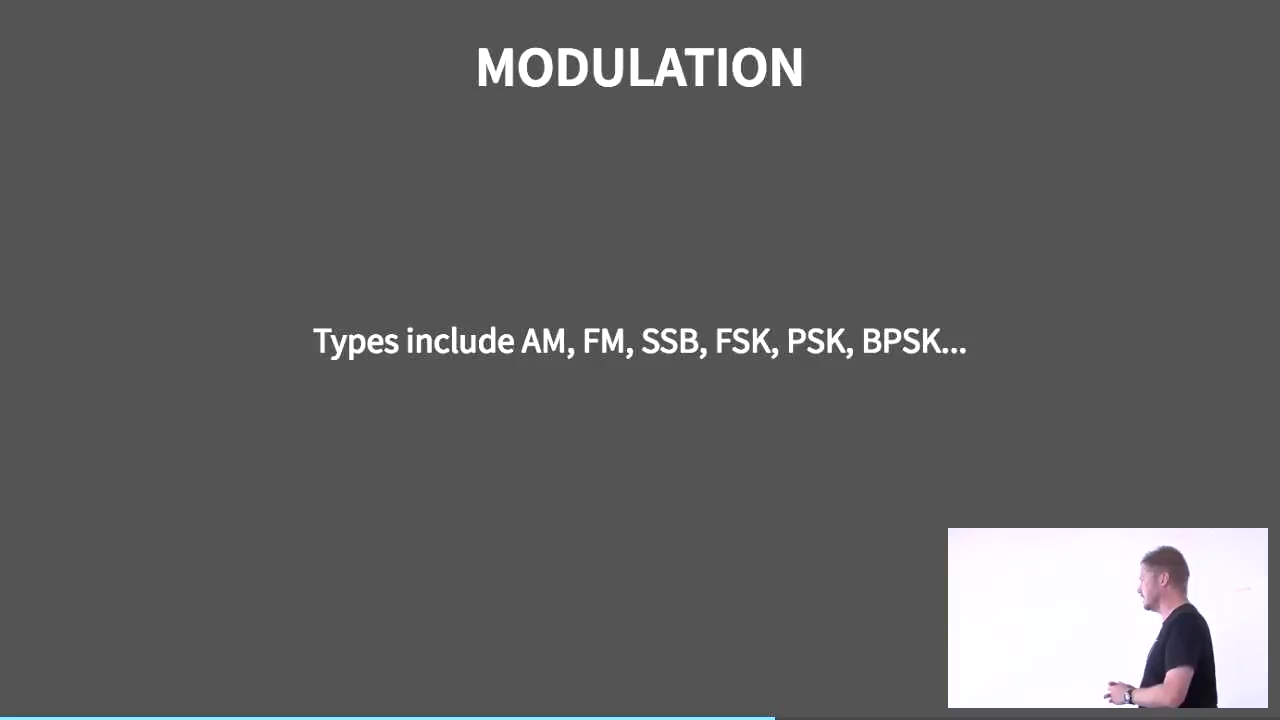 MODULATION
Types include AM, FM, SSB, FSK, PSK, BPSK...